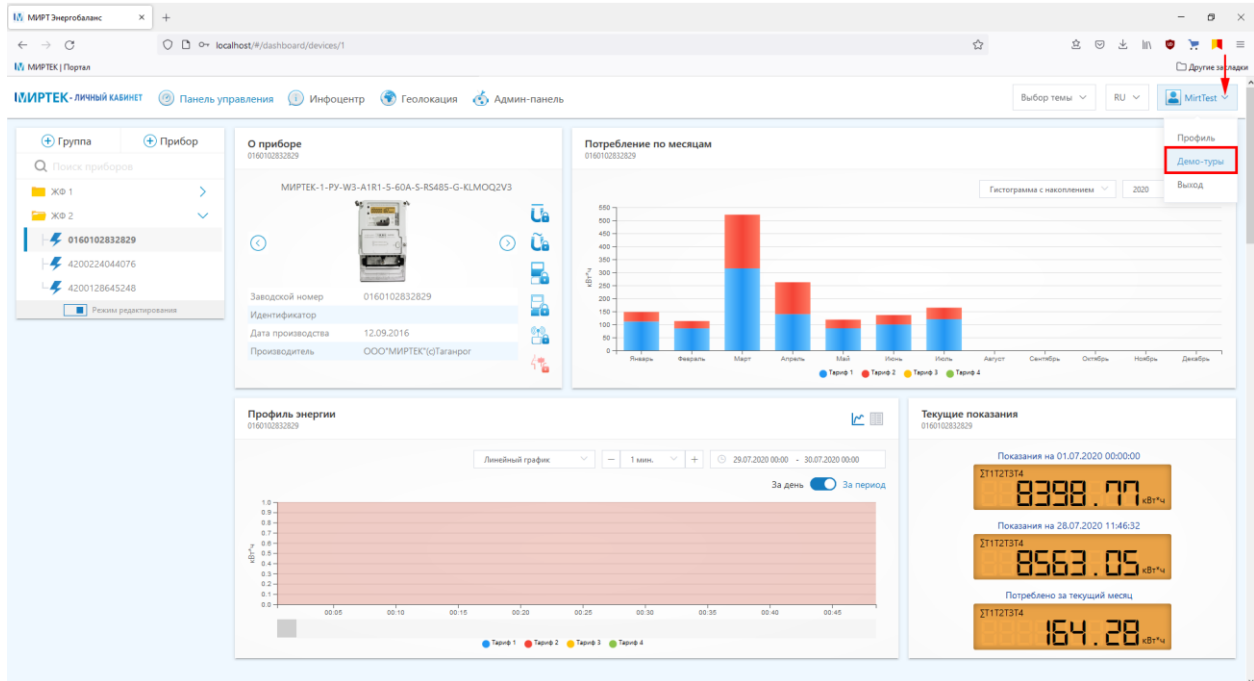 МИРТ Энергобаланс
localhost/#/dashboard/devices/1
МИРТЕК | Портал
Другие закладки
МИРТЕК - ЛИЧНЫЙ КАБИНЕТ
Панель управления
Инфоцентр
Геолокация
Админ-панель
Выбор темы
RU
MirtTest
Профиль
Демо-туры
Выход
Группа
Прибор
Поиск приборов
ЖФ 1
ЖФ 2
0160102832829
4200224044076
4200128645248
Режим редактирования
О приборе
0160102832829
МИРТЕК-1-РУ-W3-A1R1-5-60A-S-RS485-G-KLMOQ2V3
Заводской номер 0160102832829
Идентификатор
Дата производства 12.09.2016
Производитель ООО"МИРТЕК"(с)Таганрог
Потребление по месяцам
0160102832829
Гистограмма с накоплением
2020
кВт*ч
550
500
450
400
350
300
250
200
150
100
50
0
Январь Февраль Март Апрель Май Июнь Июль Август Сентябрь Октябрь Ноябрь Декабрь
Тариф 1 Тариф 2 Тариф 3 Тариф 4
Профиль энергии
0160102832829
Линейный график
1 мин.
29.07.2020 00:00 - 30.07.2020 00:00
За день За период
кВт*ч
1.0
0.9
0.8
0.7
0.6
0.5
0.4
0.3
0.2
0.1
0.0
00:05 00:10 00:15 00:20 00:25 00:30 00:35 00:40 00:45
Тариф 1 Тариф 2 Тариф 3 Тариф 4
Текущие показания
0160102832829
Показания на 01.07.2020 00:00:00
∑T1T2T3T4
8398.77 кВт*ч
Показания на 28.07.2020 11:46:32
∑T1T2T3T4
8563.05 кВт*ч
Потреблено за текущий месяц
∑T1T2T3T4
164.28 кВт*ч